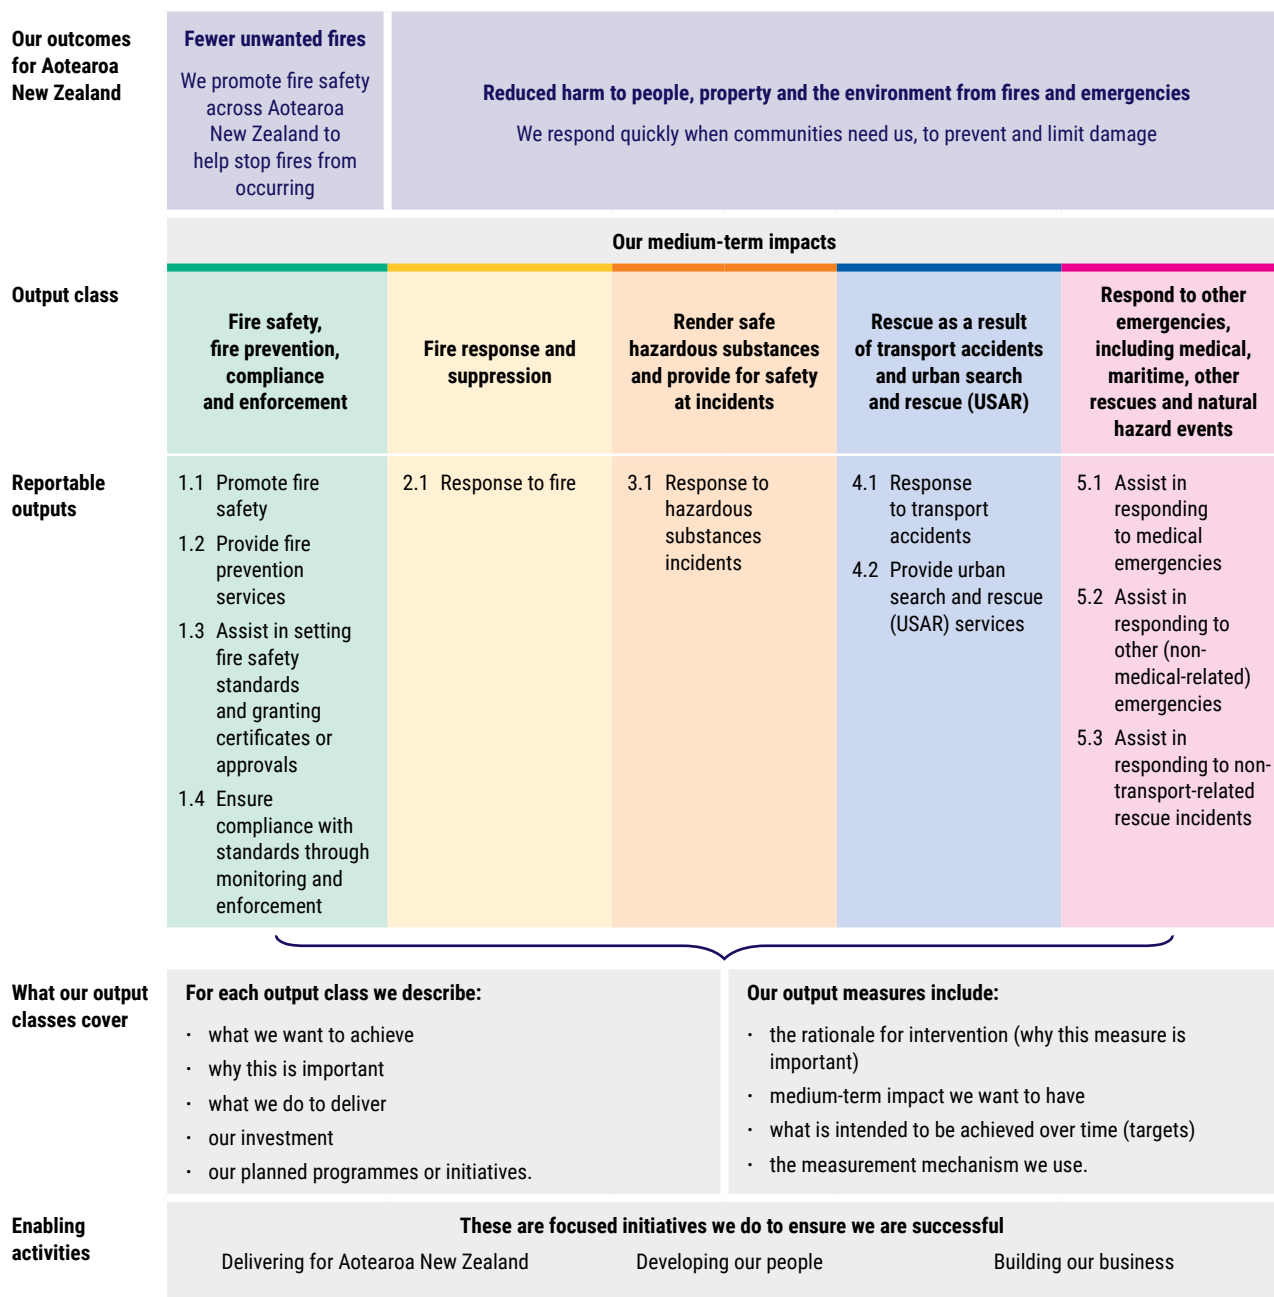 Our outcomes
for Aotearoa
New Zealand
Fewer unwanted fires
We promote fire safety
across Aotearoa
New Zealand to
help stop fires from
occurring
Reduced harm to people, property and the environment from fires and emergencies
We respond quickly when communities need us, to prevent and limit damage
Our medium-term impacts
Output class
Fire safety,
fire prevention,
compliance
and enforcement
Fire response and
suppression
Render safe
hazardous substances
and provide for safety
at incidents
Rescue as a result
of transport accidents
and urban search
and rescue (USAR)
Respond to other
emergencies,
including medical,
maritime, other
rescues and natural
hazard events
Reportable
outputs
1.1 Promote fire
safety
1.2 Provide fire
prevention
services
1.3 Assist in setting
fire safety
standards
and granting
certificates or
approvals
1.4 Ensure
compliance with
standards through
monitoring and
enforcement
2.1 Response to fire
3.1 Response to
hazardous
substances
incidents
4.1 Response
to transport
accidents
4.2 Provide urban
search and rescue
(USAR) services
5.1 Assist in
responding
to medical
emergencies
5.2 Assist in
responding to
other (non-
medical-related)
emergencies
5.3 Assist in
responding to non-
transport-related
rescue incidents
What our output
classes cover
For each output class we describe:
· what we want to achieve
· why this is important
· what we do to deliver
· our investment
· our planned programmes or initiatives.
Our output measures include:
· the rationale for intervention (why this measure is
important)
· medium-term impact we want to have
· what is intended to be achieved over time (targets)
· the measurement mechanism we use.
Enabling
activities
These are focused initiatives we do to ensure we are successful
Delivering for Aotearoa New Zealand
Developing our people
Building our business